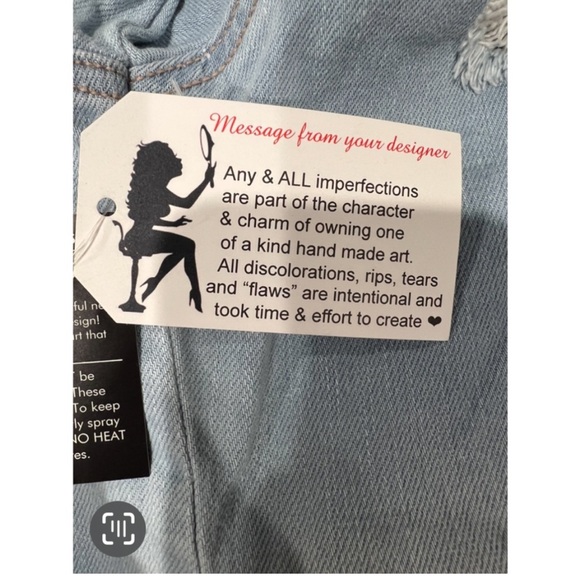 Message from your designer
Any & ALL imperfections
are part of the character
& charm of owning one
of a kind hand made art.
All discolorations, rips, tears
and “flaws” are intentional and
took time & effort to create ❤
sign!
that
be
These
To keep
spray
NO HEAT